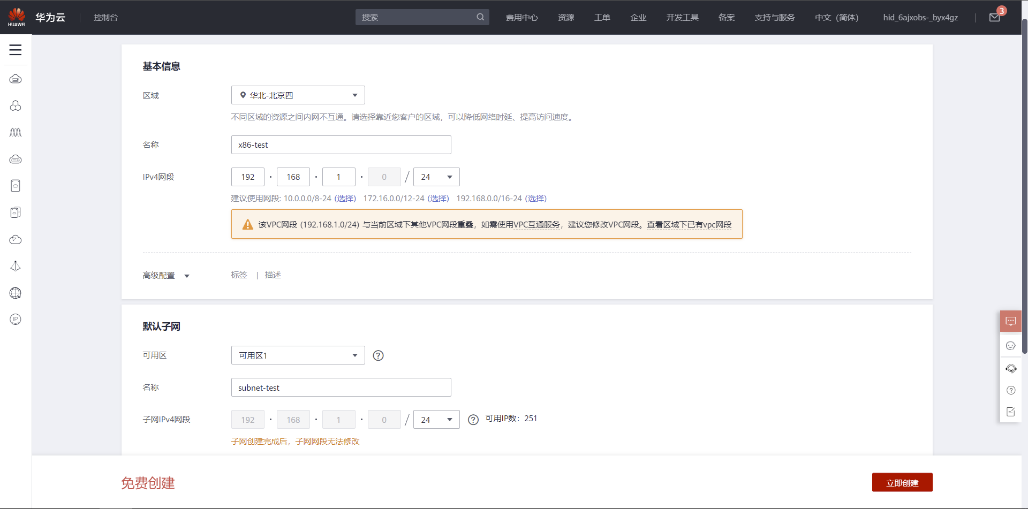 HUAWEI 华为云 控制台 搜索 费用中心 资源 工单 企业 开发工具 备案 支持与服务 中文（简体） hid_6ajxobs-_byx4gz 3
基本信息
区域 华北-北京四
不同区域的资源之间内网不互通。请选择靠近您客户的区域，可以降低网络时延、提高访问速度。
名称 x86-test
IPv4网段 192 · 168 · 1 · 0 / 24
建议使用网段: 10.0.0.0/8-24 (选择) 172.16.0.0/12-24 (选择) 192.168.0.0/16-24 (选择)
该VPC网段 (192.168.1.0/24) 与当前区域下其他VPC网段重叠，如需使用VPC互通服务，建议您修改VPC网段。查看区域下已有vpc网段
高级配置 标签 | 描述
默认子网
可用区 可用区1
名称 subnet-test
子网IPv4网段 192 · 168 · 1 · 0 / 24 可用IP数：251
子网创建完成后，子网网段无法修改
免费创建 立即创建